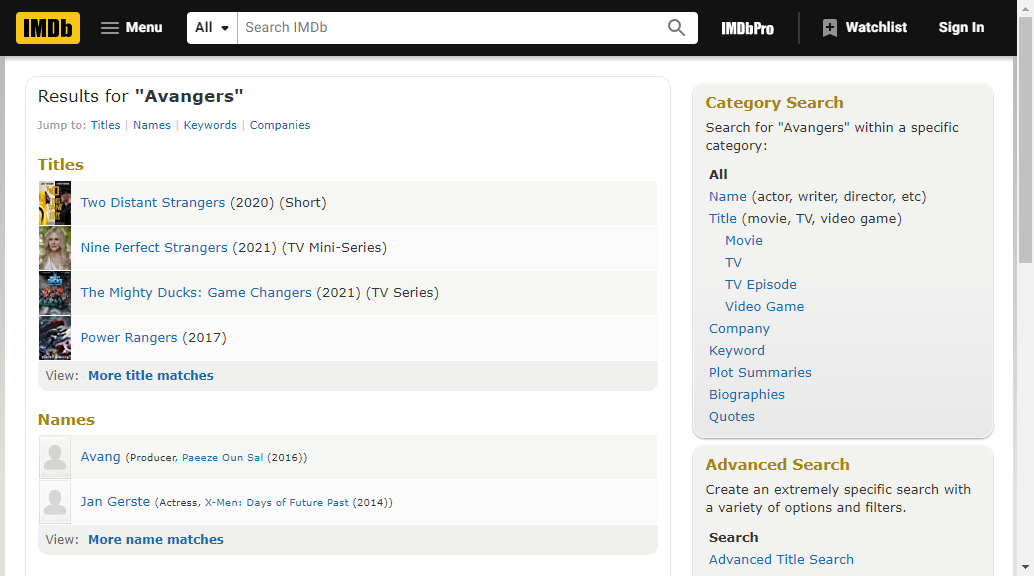 IMDb Menu All Search IMDb IMDbPro Watchlist Sign In
Results for "Avangers"
Jump to: Titles | Names | Keywords | Companies
Titles
Two Distant Strangers (2020) (Short)
Nine Perfect Strangers (2021) (TV Mini-Series)
The Mighty Ducks: Game Changers (2021) (TV Series)
Power Rangers (2017)
View: More title matches
Names
Avang (Producer, Paeeze Oun Sal (2016))
Jan Gerste (Actress, X-Men: Days of Future Past (2014))
View: More name matches
Category Search
Search for "Avangers" within a specific
category:
All
Name (actor, writer, director, etc)
Title (movie, TV, video game)
Movie
TV
TV Episode
Video Game
Company
Keyword
Plot Summaries
Biographies
Quotes
Advanced Search
Create an extremely specific search with
a variety of options and filters.
Search
Advanced Title Search